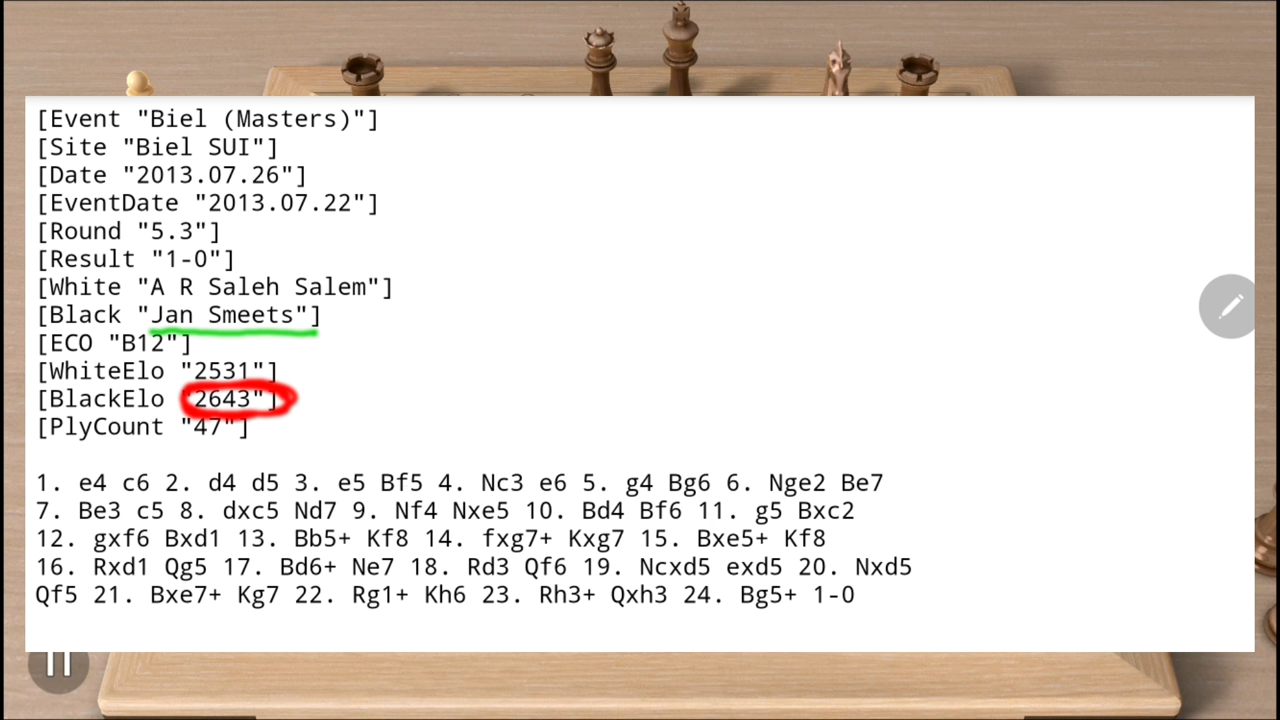 [Event "Biel (Masters)"]
[Site "Biel SUI"]
[Date "2013.07.26"]
[EventDate "2013.07.22"]
[Round "5.3"]
[Result "1-0"]
[White "A R Saleh Salem"]
[Black "Jan Smeets"]
[ECO "B12"]
[WhiteElo "2531"]
[BlackElo "2643"]
[PlyCount "47"]
1. e4 c6 2. d4 d5 3. e5 Bf5 4. Nc3 e6 5. g4 Bg6 6. Nge2 Be7
7. Be3 c5 8. dxc5 Nd7 9. Nf4 Nxe5 10. Bd4 Bf6 11. g5 Bxc2
12. gxf6 Bxd1 13. Bb5+ Kf8 14. fxg7+ Kxg7 15. Bxe5+ Kf8
16. Rxd1 Qg5 17. Bd6+ Ne7 18. Rd3 Qf6 19. Ncxd5 exd5 20. Nxd5
Qf5 21. Bxe7+ Kg7 22. Rg1+ Kh6 23. Rh3+ Qxh3 24. Bg5+ 1-0